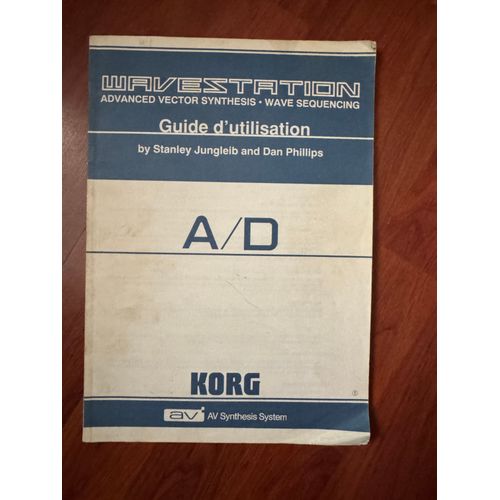 WAVESTATION
ADVANCED VECTOR SYNTHESIS • WAVE SEQUENCING
Guide d'utilisation
by Stanley Jungleib and Dan Phillips
A/D
KORG
av AV Synthesis System